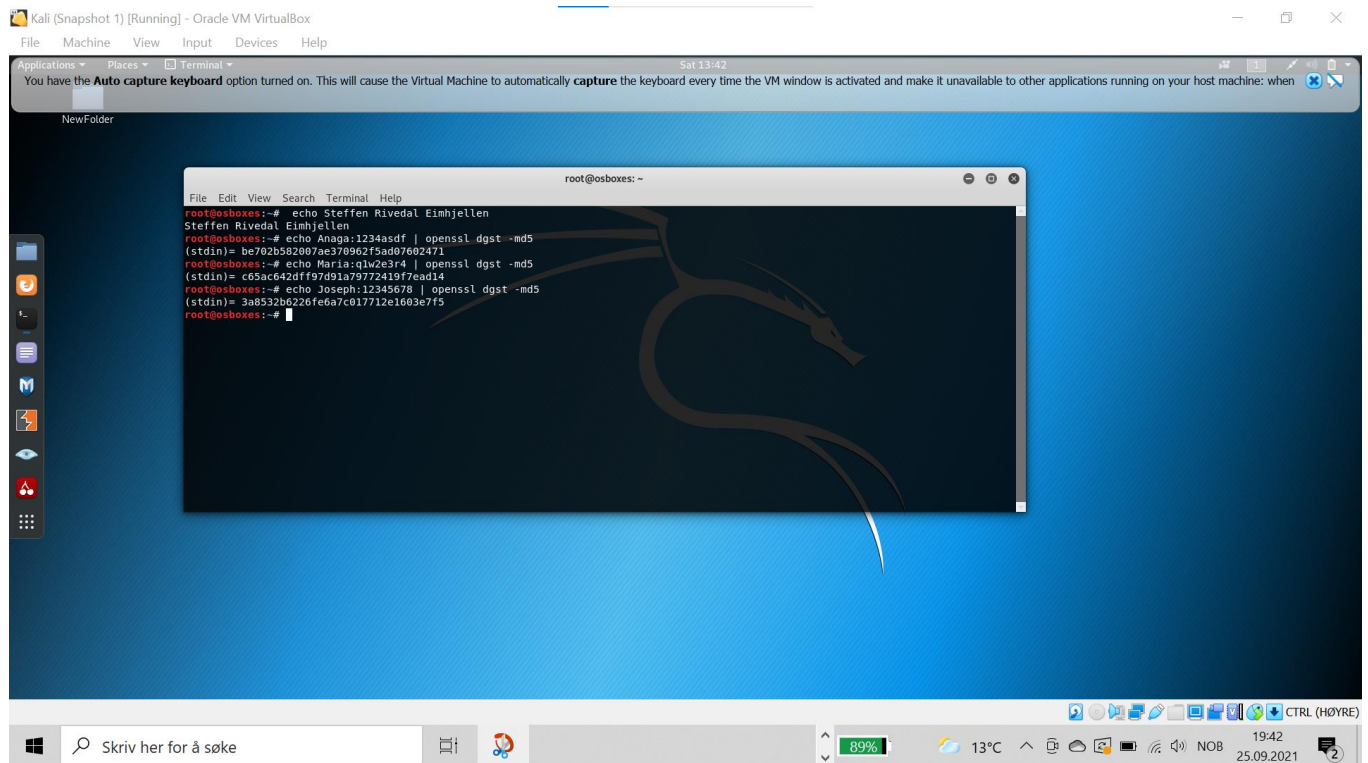 Kali (Snapshot 1) [Running] - Oracle VM VirtualBox
File Machine View Input Devices Help
Applications Places Terminal Sat 13:42 1
You have the Auto capture keyboard option turned on. This will cause the Virtual Machine to automatically capture the keyboard every time the VM window is activated and make it unavailable to other applications running on your host machine: when
NewFolder
root@osboxes: ~
File Edit View Search Terminal Help
root@osboxes:~#  echo Steffen Rivedal Eimhjellen
Steffen Rivedal Eimhjellen
root@osboxes:~# echo Anaga:1234asdf | openssl dgst -md5
(stdin)= be702b582007ae370962f5ad07602471
root@osboxes:~# echo Maria:q1w2e3r4 | openssl dgst -md5
(stdin)= c65ac642dff97d91a79772419f7ead14
root@osboxes:~# echo Joseph:12345678 | openssl dgst -md5
(stdin)= 3a8532b6226fe6a7c017712e1603e7f5
root@osboxes:~#
CTRL (HØYRE)
Skriv her for å søke
89%
13°C
NOB
19:42
25.09.2021
2